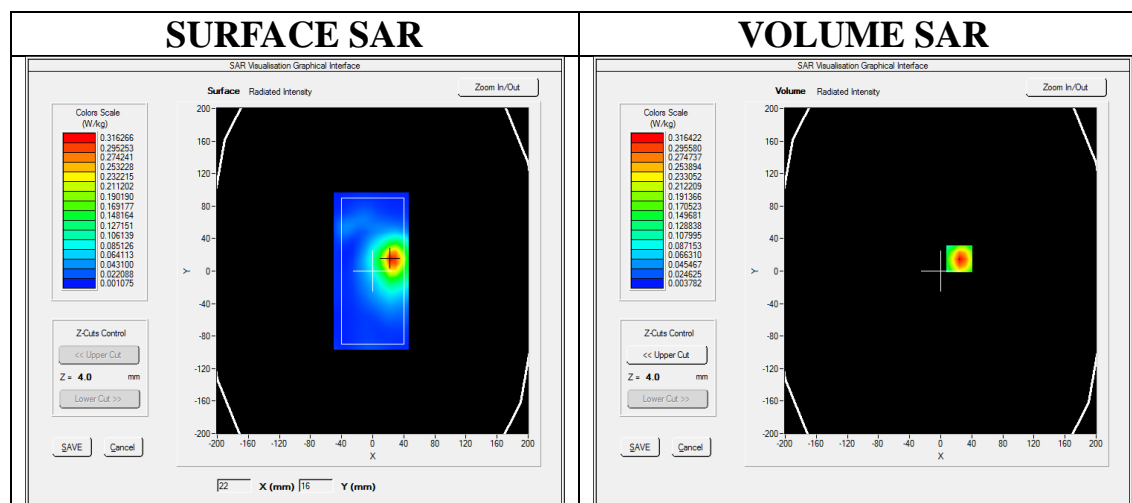 SURFACE SAR
VOLUME SAR
SAR Visualisation Graphical Interface
Surface Radiated Intensity
Zoom In/Out
Colors Scale
(W/kg)
0.316266
0.295253
0.274241
0.253228
0.232215
0.211202
0.190190
0.169177
0.148164
0.127151
0.106139
0.085126
0.064113
0.043100
0.022088
0.001075
200
160
120
80
40
0
-40
-80
-120
-160
-200
Y
-200 -160 -120 -80 -40 0 40 80 120 160 200
X
Z-Cuts Control
<< Upper Cut
Z = 4.0 mm
Lower Cut >>
SAVE Cancel
22 X (mm) 16 Y (mm)
SAR Visualisation Graphical Interface
Volume Radiated Intensity
Zoom In/Out
Colors Scale
(W/kg)
0.316422
0.295580
0.274737
0.253894
0.233052
0.212209
0.191366
0.170523
0.149681
0.128838
0.107995
0.087153
0.066310
0.045467
0.024625
0.003782
200
160
120
80
40
0
-40
-80
-120
-160
-200
Y
-200 -160 -120 -80 -40 0 40 80 120 160 200
X
Z-Cuts Control
<< Upper Cut
Z = 4.0 mm
Lower Cut >>
SAVE Cancel